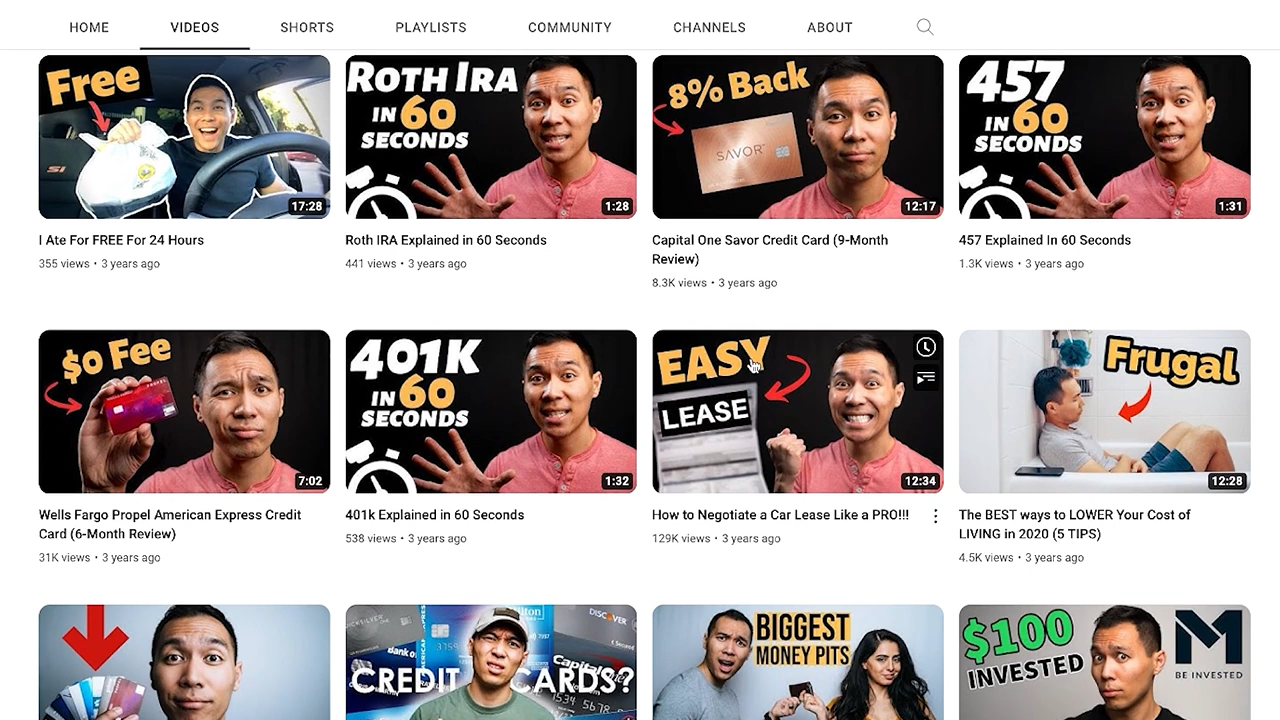 HOME VIDEOS SHORTS PLAYLISTS COMMUNITY CHANNELS ABOUT
Free
SI
17:28
ROTH IRA
IN 60
SECONDS
1:28
8% Back
SAVOR
12:17
457
IN 60
SECONDS
1:31
I Ate For FREE For 24 Hours
355 views • 3 years ago
Roth IRA Explained in 60 Seconds
441 views • 3 years ago
Capital One Savor Credit Card (9-Month
Review)
8.3K views • 3 years ago
457 Explained In 60 Seconds
1.3K views • 3 years ago
$0 Fee
PROPEL
7:02
401K
IN 60
SECONDS
1:32
EASY
LEASE
12:34
Frugal
12:28
Wells Fargo Propel American Express Credit
Card (6-Month Review)
31K views • 3 years ago
401k Explained in 60 Seconds
538 views • 3 years ago
How to Negotiate a Car Lease Like a PRO!!!
129K views • 3 years ago
The BEST ways to LOWER Your Cost of
LIVING in 2020 (5 TIPS)
4.5K views • 3 years ago
QUICKSILVER
Hilton
DISCOVER
3759
Capital
CREDIT CARDS?
BIGGEST
MONEY PITS
$100
INVESTED
M
BE INVESTED